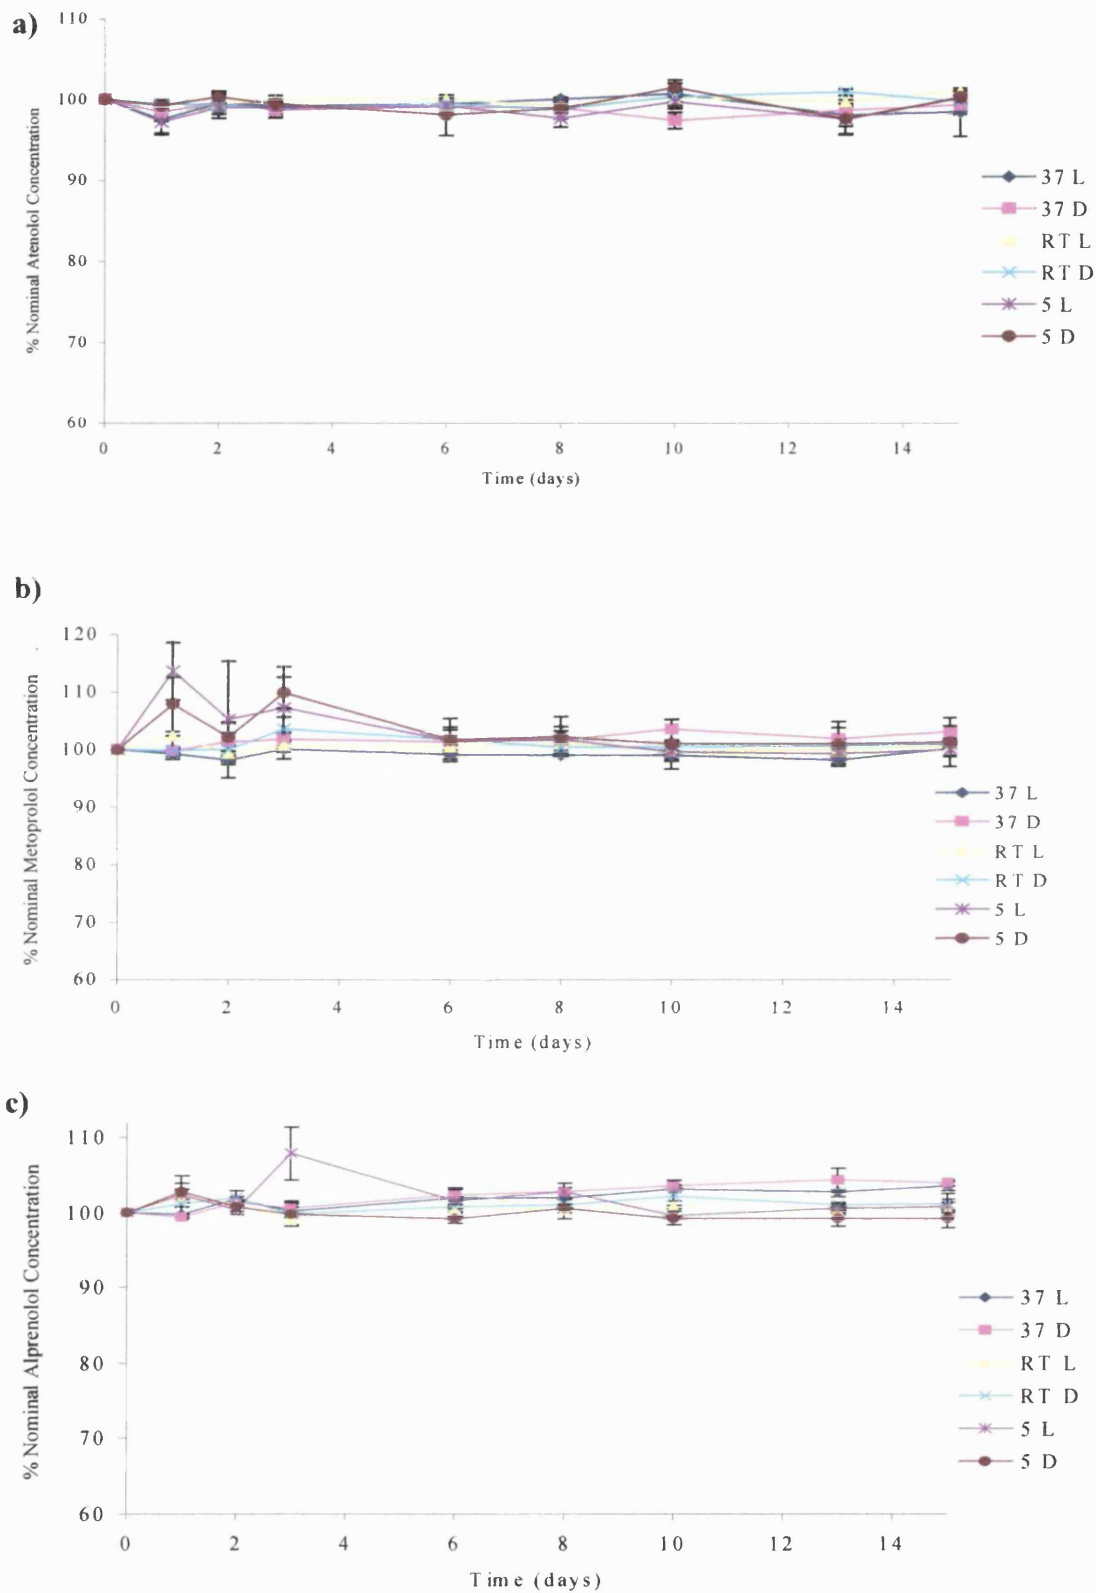 a)
110
100
90
80
70
60
% Nominal Atenolol Concentration
0 2 4 6 8 10 12 14
Time (days)
37 L
37 D
RT L
RT D
5 L
5 D
b)
120
110
100
90
80
70
60
% Nominal Metoprolol Concentration
0 2 4 6 8 10 12 14
Time (days)
37 L
37 D
RT L
RT D
5 L
5 D
c)
110
100
90
80
70
60
% Nominal Alprenolol Concentration
0 2 4 6 8 10 12 14
Time (days)
37 L
37 D
RT L
RT D
5 L
5 D